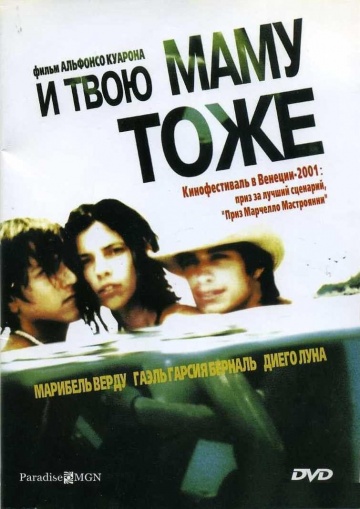 фильм АЛЬФОНСО КУАРОНА
И ТВОЮ МАМУ
ТОЖЕ
Кинофестиваль в Венеции-2001:
приз за лучший сценарий,
"Приз Марчелло Мастрояни"
МАРИБЕЛЬ ВЕРДУ ГАЭЛЬ ГАРСИЯ БЕРНАЛЬ ДИЕГО ЛУНА
Paradise MGN
DVD